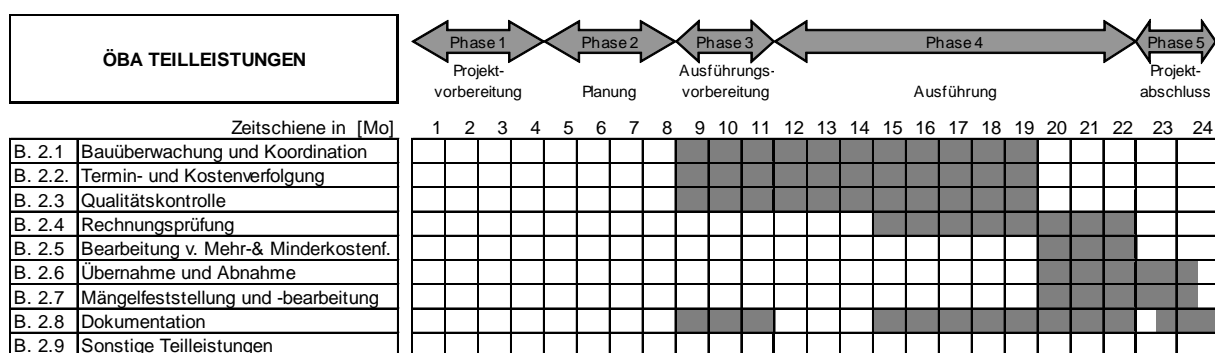 ÖBA TEILLEISTUNGEN
Phase 1 Phase 2 Phase 3 Phase 4 Phase 5
Projekt-
vorbereitung
Planung
Ausführungs-
vorbereitung
Ausführung
Projekt-
abschluss
Zeitschiene in [Mo] 1 2 3 4 5 6 7 8 9 10 11 12 13 14 15 16 17 18 19 20 21 22 23 24
B. 2.1 Bauüberwachung und Koordination
B. 2.2. Termin- und Kostenverfolgung
B. 2.3 Qualitätskontrolle
B. 2.4 Rechnungsprüfung
B. 2.5 Bearbeitung v. Mehr-& Minderkostenf.
B. 2.6 Übernahme und Abnahme
B. 2.7 Mängelfeststellung und -bearbeitung
B. 2.8 Dokumentation
B. 2.9 Sonstige Teilleistungen